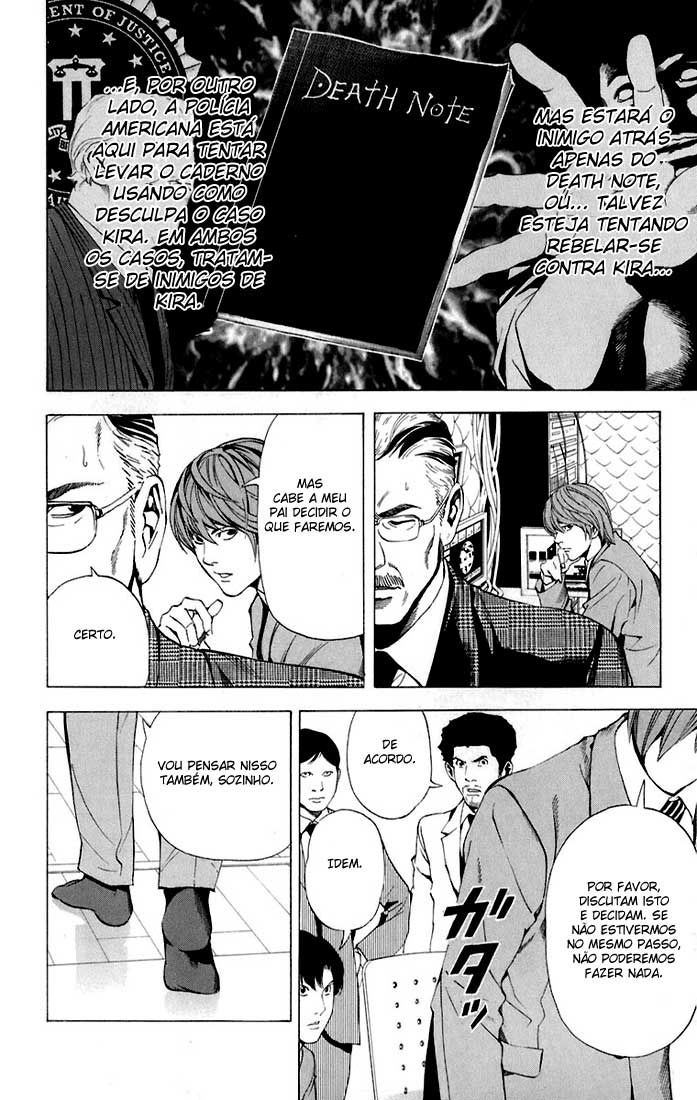 MAS ESTARÁ O
INIMIGO ATRÁS
APENAS DO
DEATH NOTE,
OU... TALVEZ
ESTEJA TENTANDO
REBELAR-SE
CONTRA KIRA...
DEATH NOTE
ENT OF JUSTICE
...E, POR OUTRO
LADO, A POLÍCIA
AMERICANA ESTÁ
AQUI PARA TENTAR
LEVAR O CADERNO
USANDO COMO
DESCULPA O CASO
KIRA. EM AMBOS
OS CASOS, TRATAM-
SE DE INIMIGOS DE
KIRA.
MAS
CABE A MEU
PAI DECIDIR O
QUE FAREMOS.
CERTO.
POR FAVOR,
DISCUTAM ISTO
E DECIDAM. SE
NÃO ESTIVERMOS
NO MESMO PASSO,
NÃO PODEREMOS
FAZER NADA.
ガタッ
DE
ACORDO.
IDEM.
VOU PENSAR NISSO
TAMBÉM, SOZINHO.